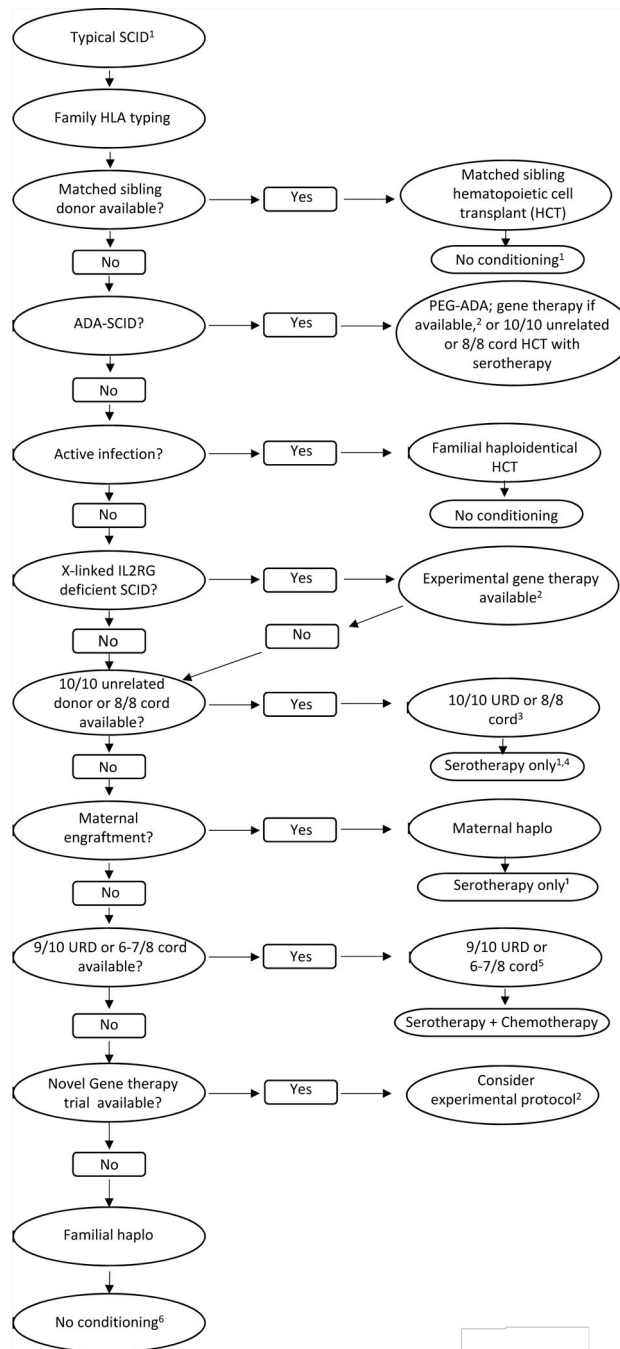 Typical SCID¹
Family HLA typing
Matched sibling
donor available?
Yes
Matched sibling
hematopoietic cell
transplant (HCT)
No
No conditioning¹
ADA-SCID?
Yes
PEG-ADA; gene therapy if
available,² or 10/10 unrelated
or 8/8 cord HCT with
serotherapy
No
Active infection?
Yes
Familial haploidentical
HCT
No
No conditioning
X-linked IL2RG
deficient SCID?
Yes
Experimental gene therapy
available²
No
No
10/10 unrelated
donor or 8/8 cord
available?
Yes
10/10 URD or 8/8
cord³
No
Serotherapy only¹,⁴
Maternal
engraftment?
Yes
Maternal haplo
No
Serotherapy only¹
9/10 URD or 6-7/8 cord
available?
Yes
9/10 URD or
6-7/8 cord⁵
No
Serotherapy + Chemotherapy
Novel Gene therapy
trial available?
Yes
Consider
experimental protocol²
No
Familial haplo
No conditioning⁶